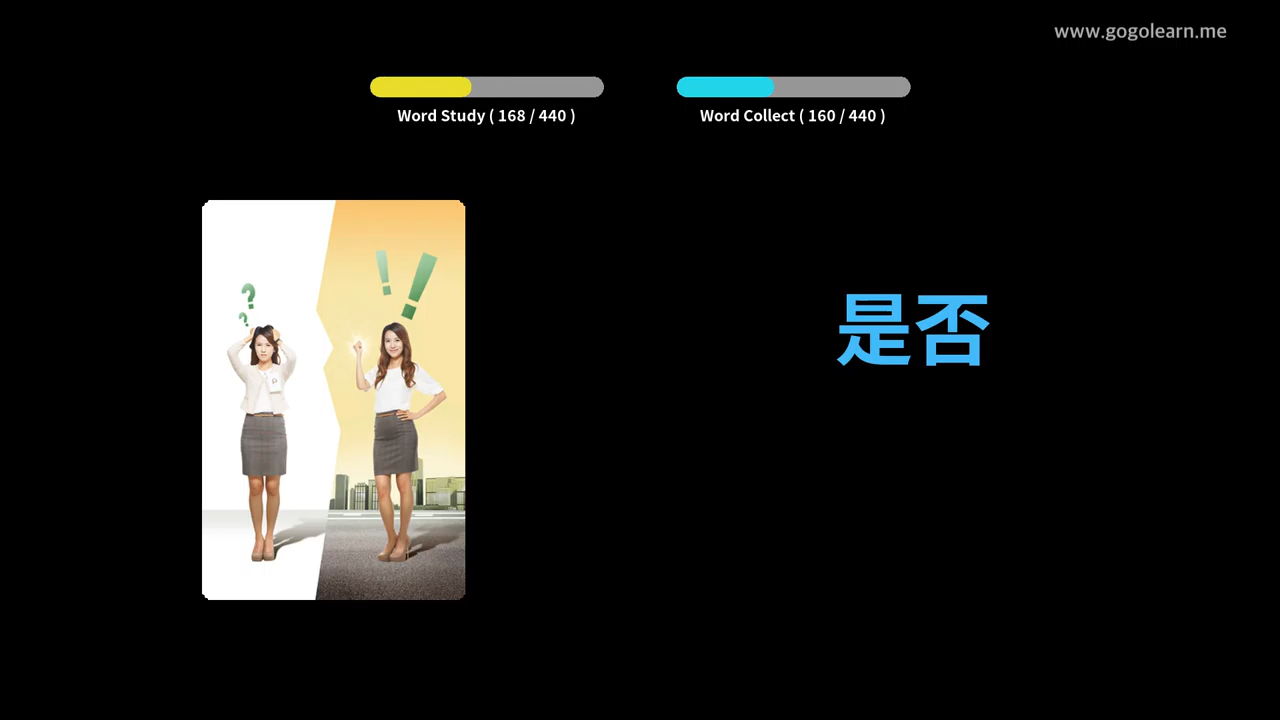 www.gogolearn.me
Word Study ( 168 / 440 )
Word Collect ( 160 / 440 )
? ! !
?
是否